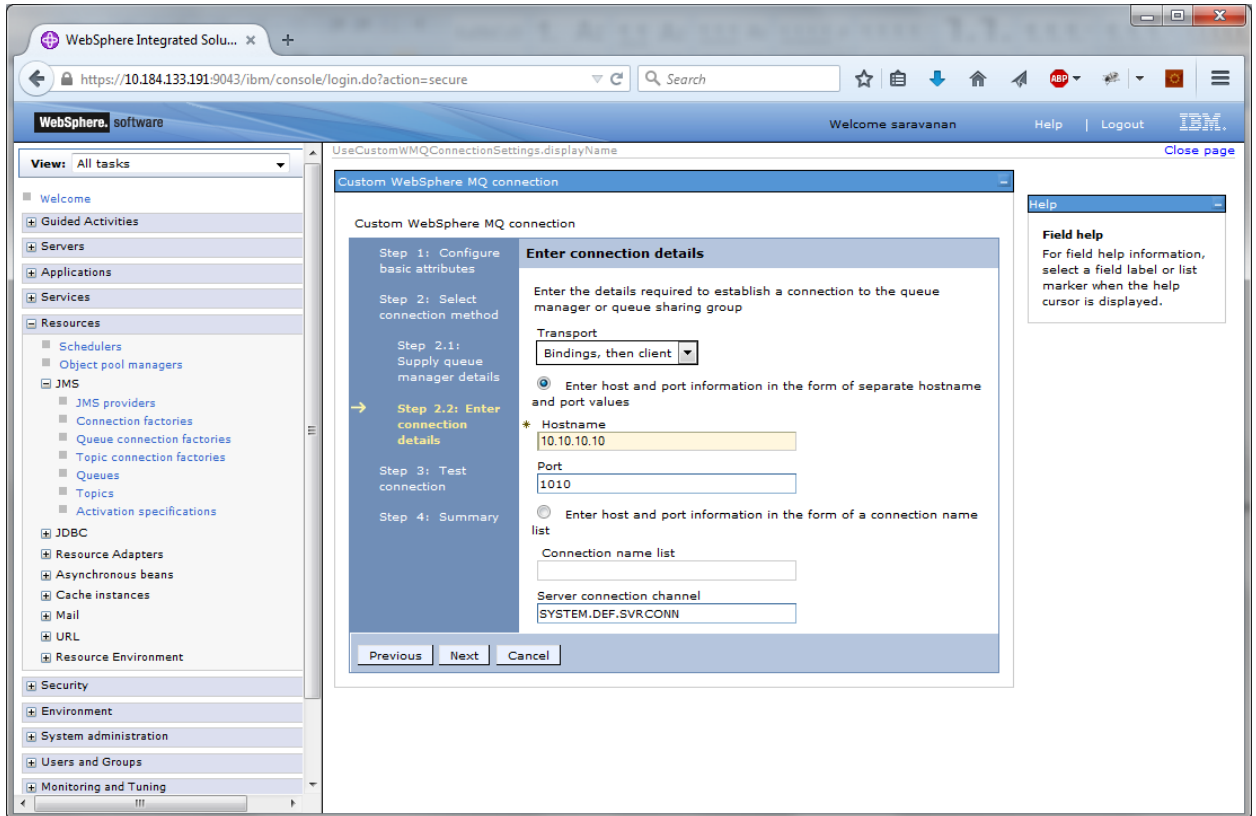 WebSphere Integrated Solu...
https://10.184.133.191:9043/ibm/console/login.do?action=secure
Search
ABP
WebSphere. software
Welcome saravanan
Help | Logout
IBM.
View: All tasks
Welcome
Guided Activities
Servers
Applications
Services
Resources
Schedulers
Object pool managers
JMS
JMS providers
Connection factories
Queue connection factories
Topic connection factories
Queues
Topics
Activation specifications
JDBC
Resource Adapters
Asynchronous beans
Cache instances
Mail
URL
Resource Environment
Security
Environment
System administration
Users and Groups
Monitoring and Tuning
UseCustomWMQConnectionSettings.displayName
Close page
Custom WebSphere MQ connection
Custom WebSphere MQ connection
Step 1: Configure
basic attributes
Step 2: Select
connection method
Step 2.1:
Supply queue
manager details
Step 2.2: Enter
connection
details
Step 3: Test
connection
Step 4: Summary
Enter connection details
Enter the details required to establish a connection to the queue
manager or queue sharing group
Transport
Bindings, then client
Enter host and port information in the form of separate hostname
and port values
* Hostname
10.10.10.10
Port
1010
Enter host and port information in the form of a connection name
list
Connection name list
Server connection channel
SYSTEM.DEF.SVRCONN
Previous Next Cancel
Help
Field help
For field help information,
select a field label or list
marker when the help
cursor is displayed.